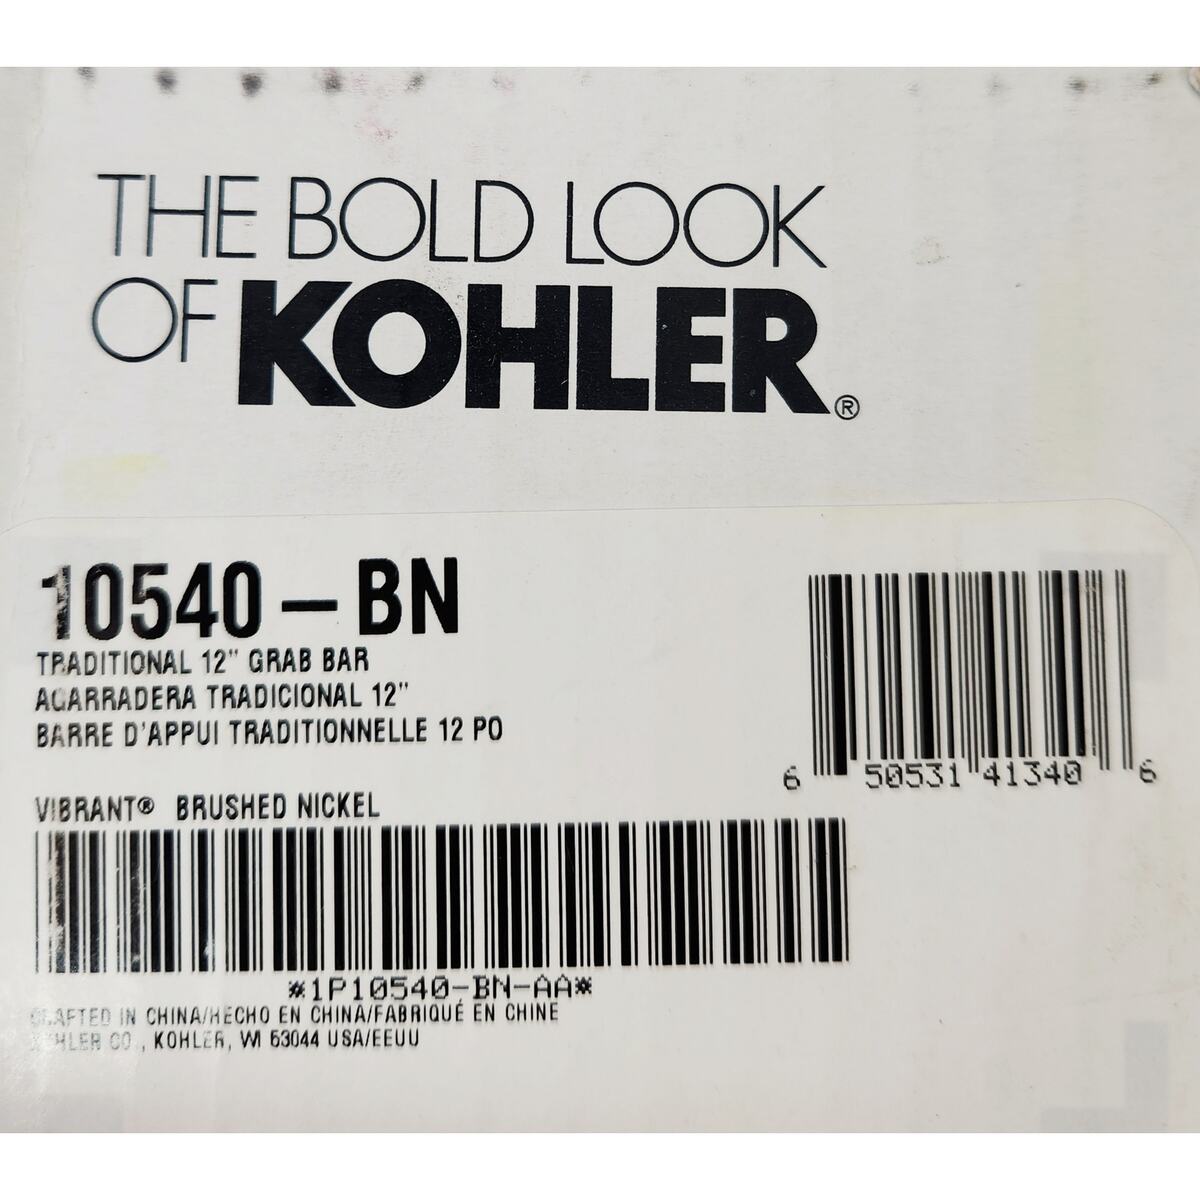 THE BOLD LOOK
OF KOHLER®
10540-BN
TRADITIONAL 12" GRAB BAR
AGARRADERA TRADICIONAL 12"
BARRE D'APPUI TRADITIONNELLE 12 PO
6 50531 41340 6
VIBRANT® BRUSHED NICKEL
*1P10540-BN-AA*
CRAFTED IN CHINA/HECHO EN CHINA/FABRIQUÉ EN CHINE
KOHLER CO., KOHLER, WI 53044 USA/EEUU